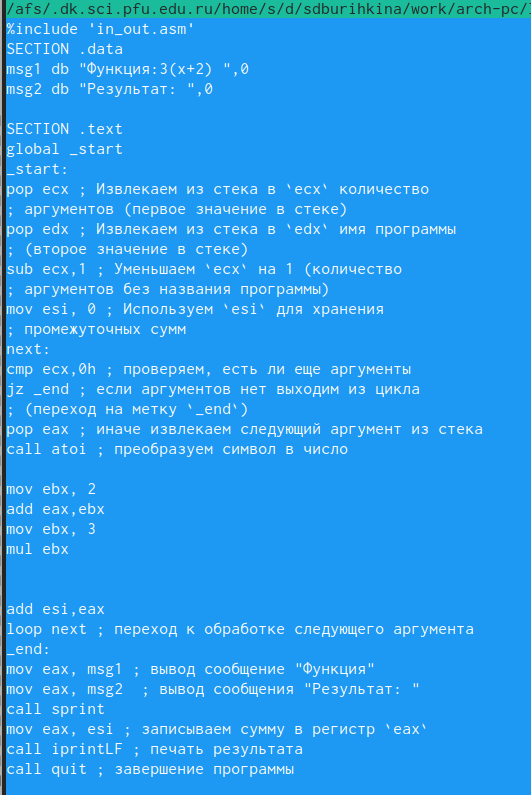 /afs/.dk.sci.pfu.edu.ru/home/s/d/sdburihkina/work/arch-pc/
%include 'in_out.asm'
SECTION .data
msg1 db "Функция:3(x+2) ",0
msg2 db "Результат: ",0
SECTION .text
global _start
_start:
pop ecx ; Извлекаем из стека в `ecx` количество
; аргументов (первое значение в стеке)
pop edx ; Извлекаем из стека в `edx` имя программы
; (второе значение в стеке)
sub ecx,1 ; Уменьшаем `ecx` на 1 (количество
; аргументов без названия программы)
mov esi, 0 ; Используем `esi` для хранения
; промежуточных сумм
next:
cmp ecx,0h ; проверяем, есть ли еще аргументы
jz _end ; если аргументов нет выходим из цикла
; (переход на метку `_end`)
pop eax ; иначе извлекаем следующий аргумент из стека
call atoi ; преобразуем символ в число
mov ebx, 2
add eax,ebx
mov ebx, 3
mul ebx
add esi,eax
loop next ; переход к обработке следующего аргумента
_end:
mov eax, msg1 ; вывод сообщение "Функция"
mov eax, msg2  ; вывод сообщения "Результат: "
call sprint
mov eax, esi ; записываем сумму в регистр `eax`
call iprintLF ; печать результата
call quit ; завершение программы